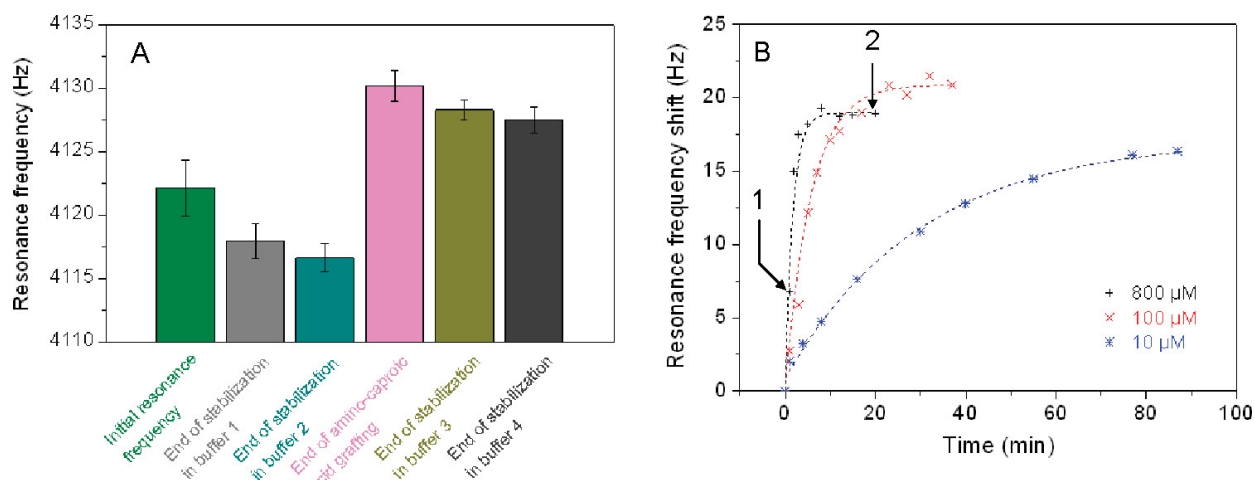 A
Resonance frequency (Hz)
4135
4130
4125
4120
4115
4110
Initial resonance
frequency
End of stabilization
in buffer 1
End of stabilization
in buffer 2
End of amino-caproic
cid grafting
End of stabilization
in buffer 3
End of stabilization
in buffer 4
B
Resonance frequency shift (Hz)
25
20
15
10
5
0
1
2
800 µM
100 µM
10 µM
0 20 40 60 80 100
Time (min)